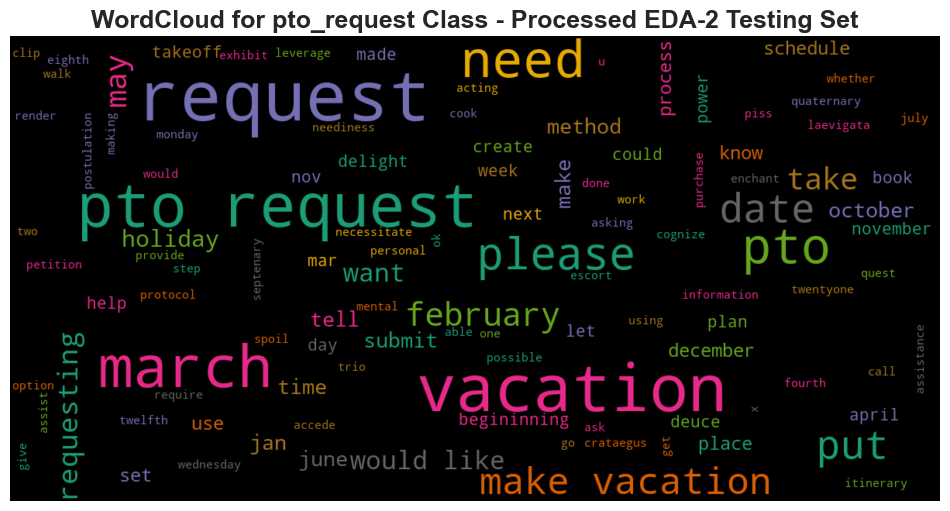 WordCloud for pto_request Class - Processed EDA-2 Testing Set
clip
eighth
walk
may
takeoff
exhibit
leverage
made
need
u
process
schedule
power
whether
quaternary
july
render
postulation
making
request
monday
neediness
acting
cook
method
piss
laevigata
delight
create
could
know
would
nov
week
make
done
purchase
enchant
take
book
pto request
next
work
asking
date
october
november
two
holiday
provide
step
septenary
necessitate
personal
ok
mar
want
please
escort
cognize
pto
quest
petition
protocol
help
mental
february
information
twentyone
tell
submit
able
one
let
using
plan
requesting
spoil
day
trio
possible
december
call
assistance
march
option
assist
require
time
vacation
fourth
twelfth
use
accede
begininning
ask
deuce
x
april
give
set
wednesday
jan
june
would like
go
crataegus
get
place
put
make vacation
itinerary